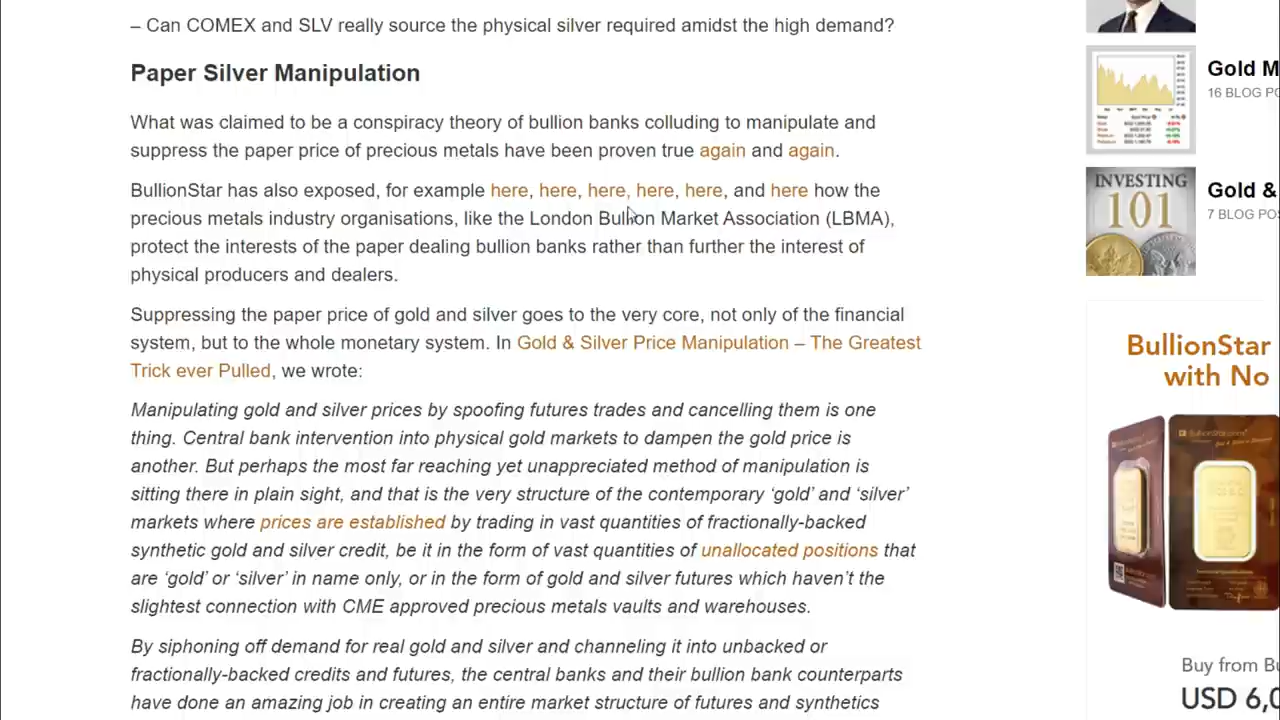 – Can COMEX and SLV really source the physical silver required amidst the high demand?
Paper Silver Manipulation
What was claimed to be a conspiracy theory of bullion banks colluding to manipulate and
suppress the paper price of precious metals have been proven true again and again.
BullionStar has also exposed, for example here, here, here, here, here, and here how the
precious metals industry organisations, like the London Bullion Market Association (LBMA),
protect the interests of the paper dealing bullion banks rather than further the interest of
physical producers and dealers.
Suppressing the paper price of gold and silver goes to the very core, not only of the financial
system, but to the whole monetary system. In Gold & Silver Price Manipulation – The Greatest
Trick ever Pulled, we wrote:
Manipulating gold and silver prices by spoofing futures trades and cancelling them is one
thing. Central bank intervention into physical gold markets to dampen the gold price is
another. But perhaps the most far reaching yet unappreciated method of manipulation is
sitting there in plain sight, and that is the very structure of the contemporary ‘gold’ and ‘silver’
markets where prices are established by trading in vast quantities of fractionally-backed
synthetic gold and silver credit, be it in the form of vast quantities of unallocated positions that
are ‘gold’ or ‘silver’ in name only, or in the form of gold and silver futures which haven’t the
slightest connection with CME approved precious metals vaults and warehouses.
By siphoning off demand for real gold and silver and channeling it into unbacked or
fractionally-backed credits and futures, the central banks and their bullion bank counterparts
have done an amazing job in creating an entire market structure of futures and synthetics
Gold M
16 BLOG PO
INVESTING
101
Gold &
7 BLOG POS
BullionStar
with No
Buy from Bu
USD 6,0